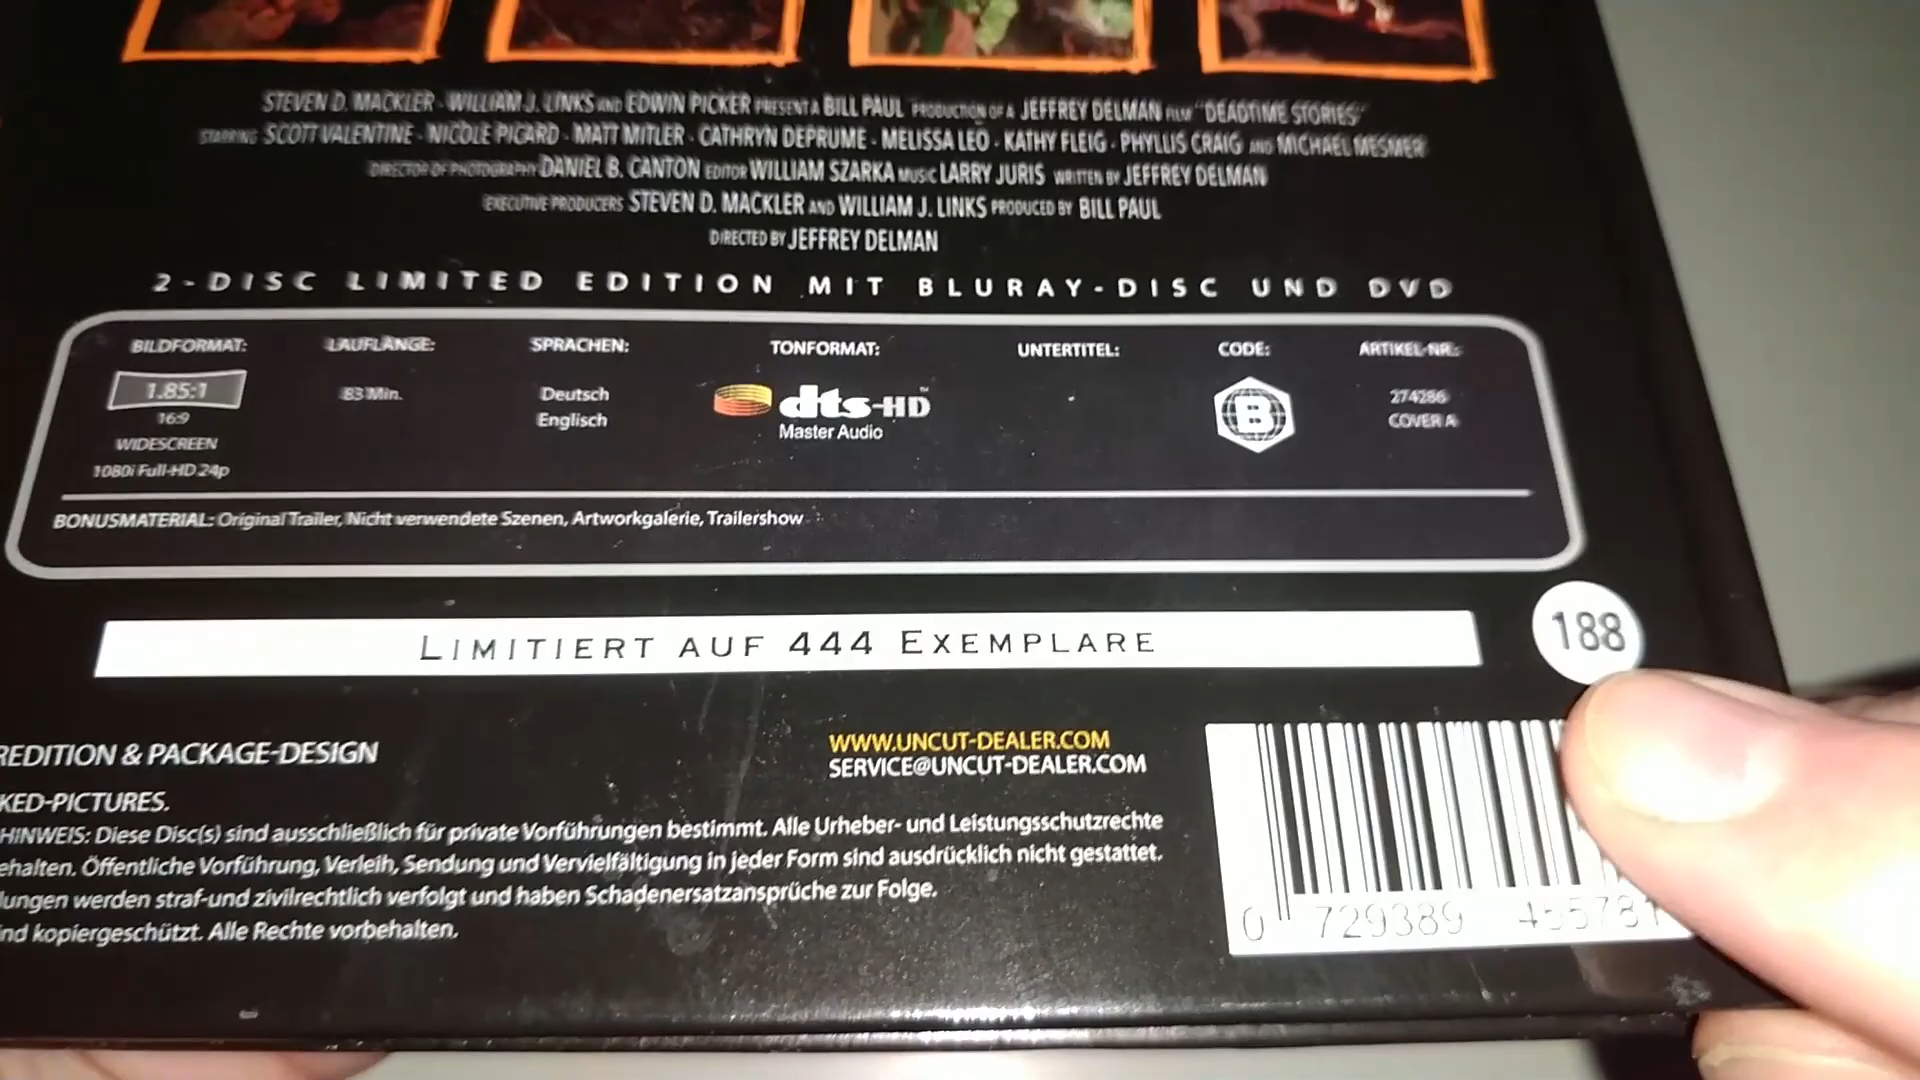 STEVEN D. MACKLER - WILLIAM J. LINKS AND EDWIN PICKER PRESENT A BILL PAUL PRODUCTION OF A JEFFREY DELMAN FILM "DEADTIME STORIES"
STARRING SCOTT VALENTINE - NICOLE PICARD - MATT MITLER - CATHRYN DEPRUME - MELISSA LEO - KATHY FLEIG - PHYLLIS CRAIG AND MICHAEL MESMER
DIRECTOR OF PHOTOGRAPHY DANIEL B. CANTON EDITOR WILLIAM SZARKA MUSIC LARRY JURIS WRITTEN BY JEFFREY DELMAN
EXECUTIVE PRODUCERS STEVEN D. MACKLER AND WILLIAM J. LINKS PRODUCED BY BILL PAUL
DIRECTED BY JEFFREY DELMAN
2-DISC LIMITED EDITION MIT BLURAY-DISC UND DVD
BILDFORMAT: LAUFLÄNGE: SPRACHEN: TONFORMAT: UNTERTITEL: CODE: ARTIKEL-NR.:
1.85:1 83 Min. Deutsch dts-HD™ - B 274286
16:9 Englisch Master Audio COVER A
WIDESCREEN
1080i Full-HD 24p
BONUSMATERIAL: Original Trailer, Nicht verwendete Szenen, Artworkgalerie, Trailershow
LIMITIERT AUF 444 EXEMPLARE
188
REDITION & PACKAGE-DESIGN
KED-PICTURES.
WWW.UNCUT-DEALER.COM
SERVICE@UNCUT-DEALER.COM
HINWEIS: Diese Disc(s) sind ausschließlich für private Vorführungen bestimmt. Alle Urheber- und Leistungsschutzrechte
ehalten. Öffentliche Vorführung, Verleih, Sendung und Vervielfältigung in jeder Form sind ausdrücklich nicht gestattet.
lungen werden straf-und zivilrechtlich verfolgt und haben Schadenersatzansprüche zur Folge.
nd kopiergeschützt. Alle Rechte vorbehalten.
0 729389 455781